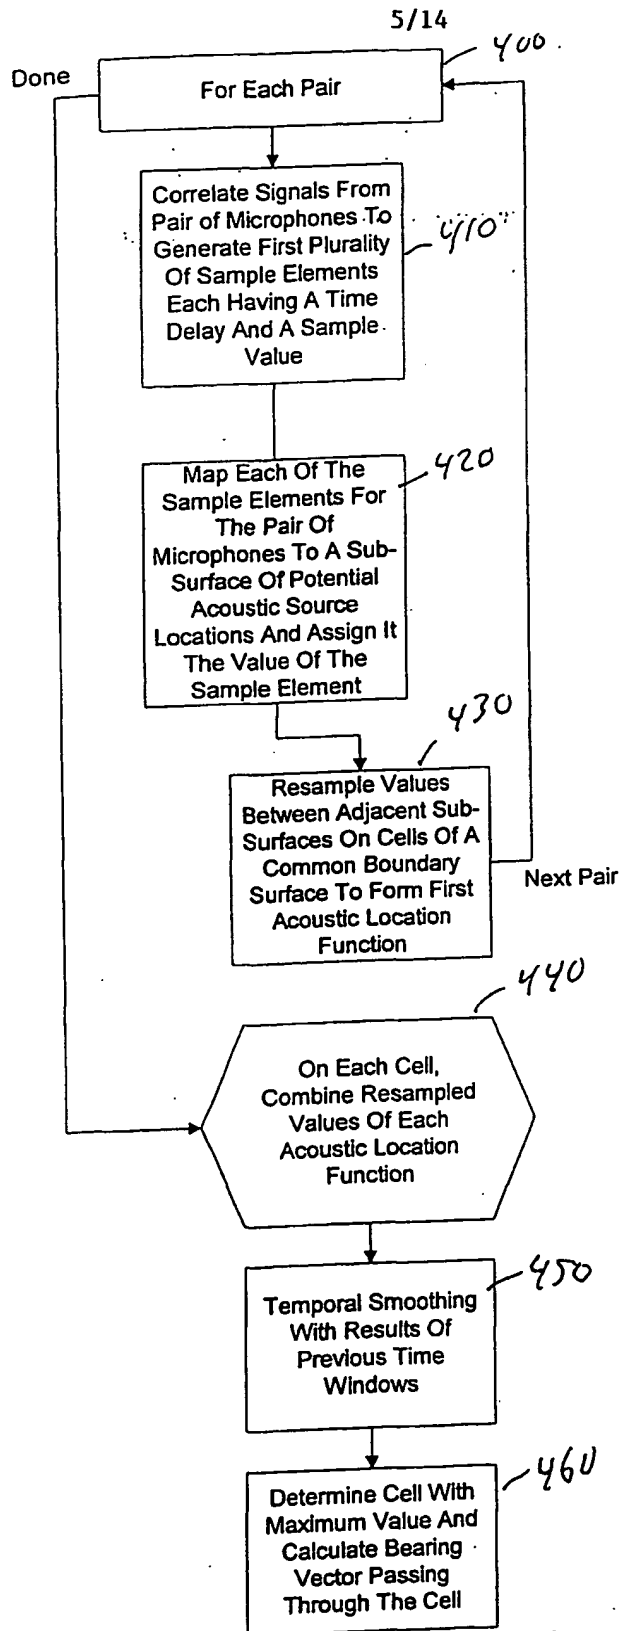 5/14
400
Done
For Each Pair
Correlate Signals From
Pair of Microphones To
Generate First Plurality
Of Sample Elements
Each Having A Time
Delay And A Sample
Value
410
Map Each Of The
Sample Elements For
The Pair Of
Microphones To A Sub-
Surface Of Potential
Acoustic Source
Locations And Assign It
The Value Of The
Sample Element
420
430
Resample Values
Between Adjacent Sub-
Surfaces On Cells Of A
Common Boundary
Surface To Form First
Acoustic Location
Function
Next Pair
440
On Each Cell,
Combine Resampled
Values Of Each
Acoustic Location
Function
450
Temporal Smoothing
With Results Of
Previous Time
Windows
460
Determine Cell With
Maximum Value And
Calculate Bearing
Vector Passing
Through The Cell